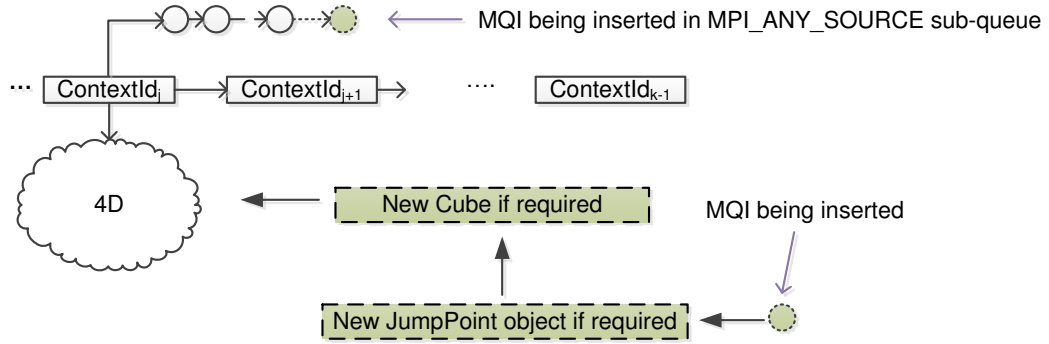 MQI being inserted in MPI_ANY_SOURCE sub-queue
... ContextIdj ContextIdj+1 .... ContextIdk-1
4D
New Cube if required
MQI being inserted
New JumpPoint object if required